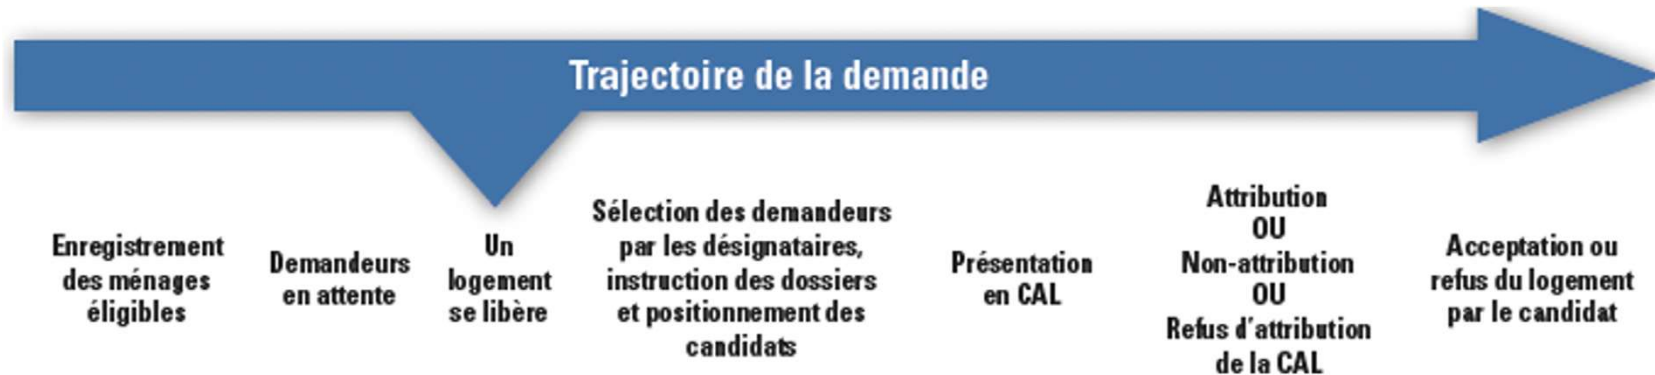 Trajectoire de la demande
Enregistrement
des ménages
éligibles
Demandeurs
en attente
Un
logement
se libère
Sélection des demandeurs
par les désignataires,
instruction des dossiers
et positionnement des
candidats
Présentation
en CAL
Attribution
OU
Non-attribution
OU
Refus d'attribution
de la CAL
Acceptation ou
refus du logement
par le candidat